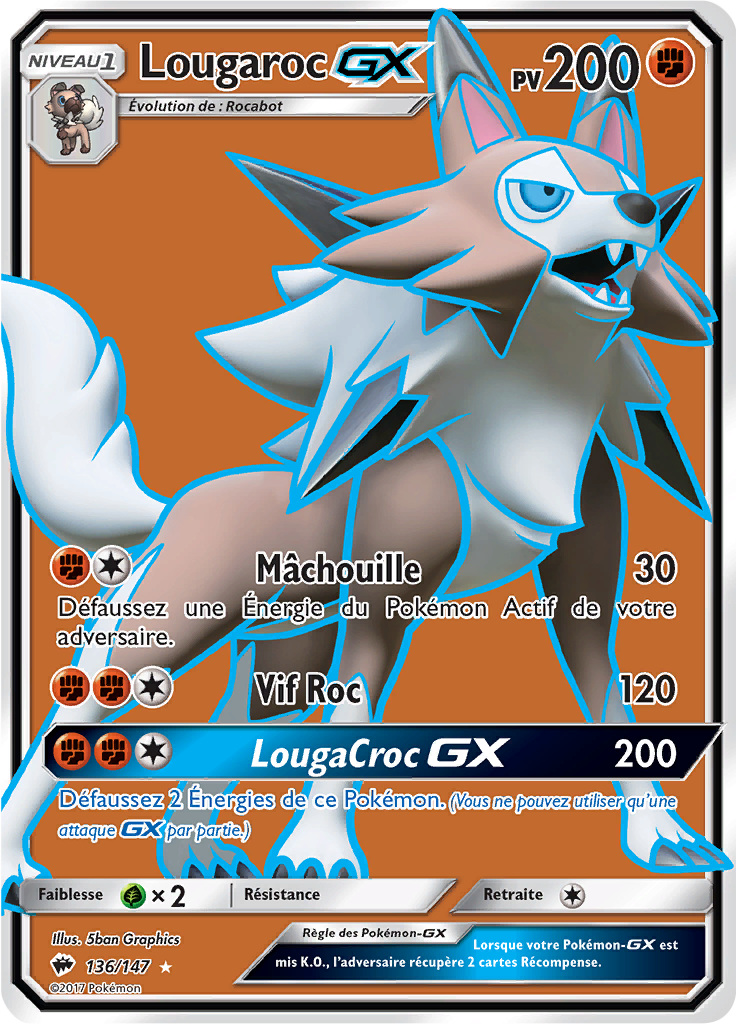 NIVEAU 1
Lougaroc GX
PV 200
Évolution de : Rocabot
Mâchouille 30
Défaussez une Énergie du Pokémon Actif de votre
adversaire.
Vif Roc 120
LougaCroc GX 200
Défaussez 2 Énergies de ce Pokémon. (Vous ne pouvez utiliser qu'une
attaque GX par partie.)
Faiblesse × 2 Résistance Retraite
Illus. 5ban Graphics
Règle des Pokémon-GX
Lorsque votre Pokémon-GX est
mis K.O., l'adversaire récupère 2 cartes Récompense.
136/147
©2017 Pokémon